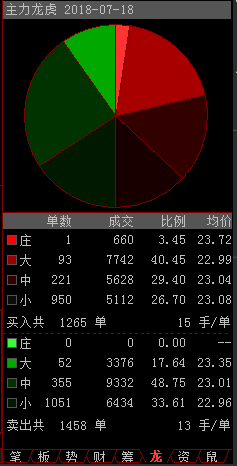 主力龙虎 2018-07-18
单数 成交 比例 均价
庄 1 660 3.45 23.72
大 93 7742 40.45 22.99
中 221 5628 29.40 23.04
小 950 5112 26.70 23.08
买入共 1265 单 15 手/单
庄 0 0 0.00 --
大 52 3376 17.64 23.35
中 355 9332 48.75 23.01
小 1051 6434 33.61 22.96
卖出共 1458 单 13 手/单
笔 板 势 财 筹 龙 资 鼠